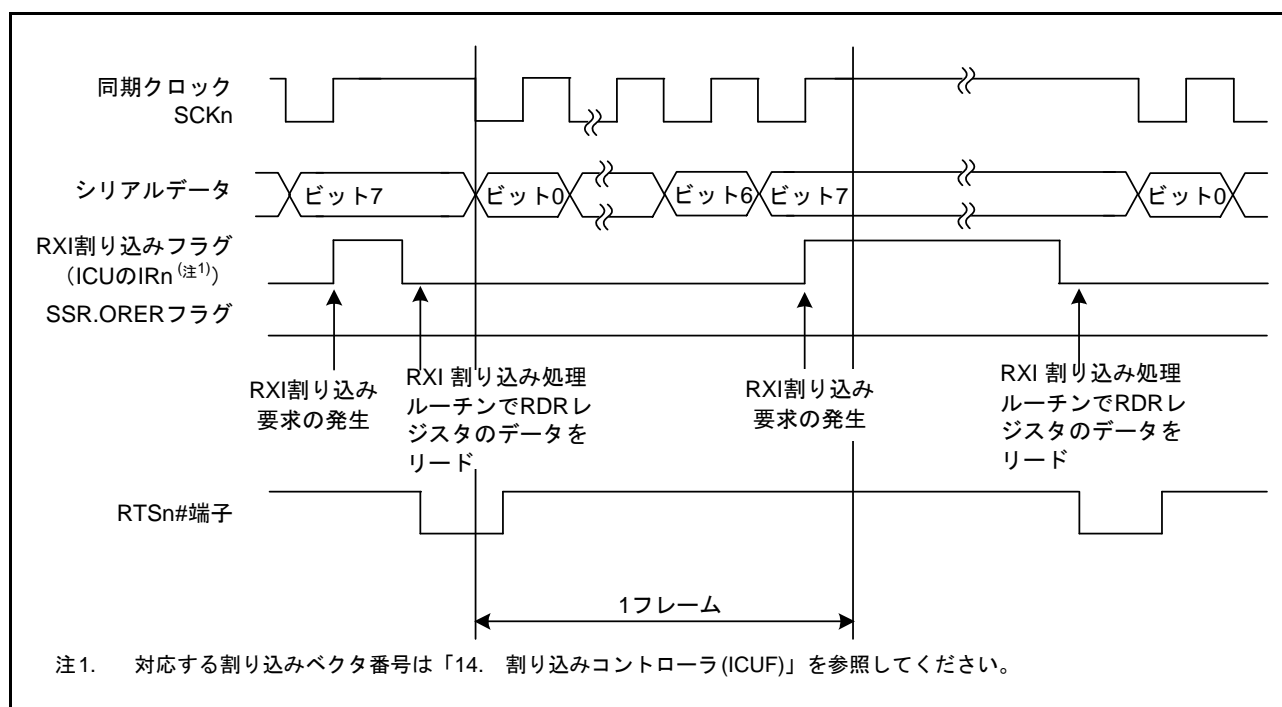 同期クロック
SCKn
シリアルデータ
ビット7
ビット0
ビット6
ビット7
ビット0
RXI割り込みフラグ
（ICUのIRn(注1)）
SSR.ORERフラグ
RXI割り込み
要求の発生
RXI 割り込み処理
ルーチンでRDRレ
ジスタのデータを
リード
RXI割り込み
要求の発生
RXI 割り込み処理
ルーチンでRDRレ
ジスタのデータを
リード
RTSn#端子
1フレーム
注1. 対応する割り込みベクタ番号は「14. 割り込みコントローラ(ICUF)」を参照してください。